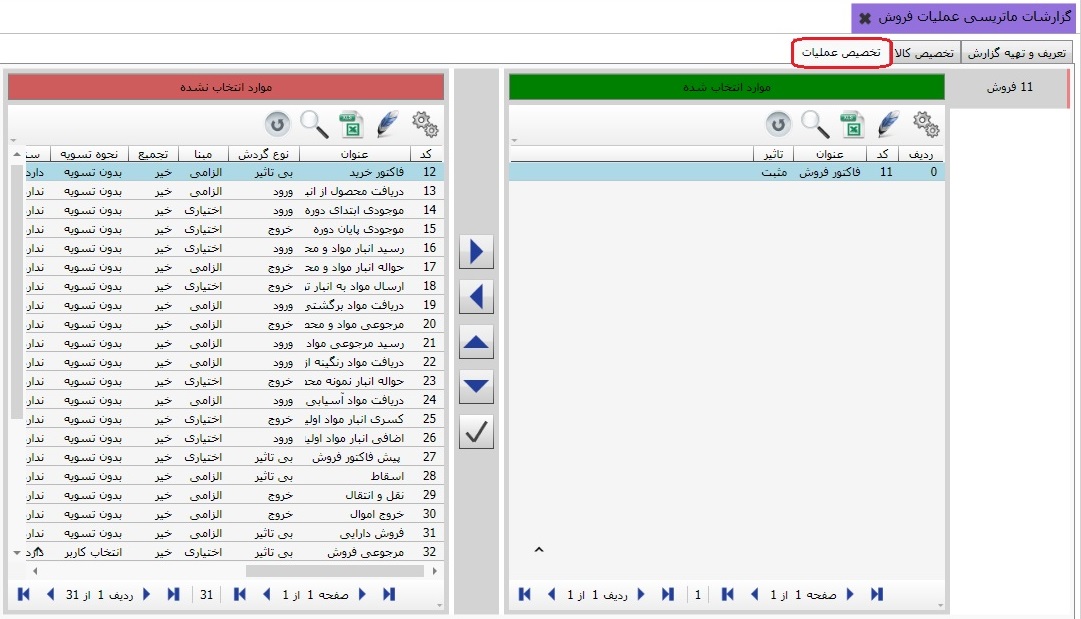 گزارشات ماتریسی عملیات فروش
تعریف و تهیه گزارش
تخصیص کالا
تخصیص عملیات
11 فروش
موارد انتخاب شده
ردیف کد عنوان تاثیر
0 11 فاکتور فروش مثبت
ردیف 1 از 1
1
صفحه 1 از 1
موارد انتخاب نشده
کد عنوان نوع گردش مبنا تجمیع نحوه تسویه
12 فاکتور خرید بی تاثیر الزامی خیر بدون تسویه دارد
13 دریافت محصول از انب ورود الزامی خیر بدون تسویه ندار
14 موجودی ابتدای دوره ورود اختیاری خیر بدون تسویه ندار
15 موجودی پایان دوره خروج اختیاری خیر بدون تسویه ندار
16 رسید انبار مواد و مح ورود الزامی خیر بدون تسویه ندار
17 حواله انبار مواد و مح خروج الزامی خیر بدون تسویه ندار
18 ارسال مواد به انبار تو خروج اختیاری خیر بدون تسویه ندار
19 دریافت مواد برگشتی ورود الزامی خیر بدون تسویه ندار
20 مرجوعی مواد و محص خروج الزامی خیر بدون تسویه ندار
21 رسید مرجوعی مواد ورود الزامی خیر بدون تسویه ندار
22 دریافت مواد رنگینه از ورود الزامی خیر بدون تسویه ندار
23 حواله انبار نمونه مح خروج اختیاری خیر بدون تسویه ندار
24 دریافت مواد آسیابی ورود الزامی خیر بدون تسویه ندار
25 کسری انبار مواد اولی خروج اختیاری خیر بدون تسویه ندار
26 اضافی انبار مواد اولی ورود اختیاری خیر بدون تسویه ندار
27 پیش فاکتور فروش بی تاثیر اختیاری خیر بدون تسویه ندار
28 اسقاط بی تاثیر الزامی خیر بدون تسویه ندار
29 نقل و انتقال خروج الزامی خیر بدون تسویه ندار
30 خروج اموال خروج الزامی خیر بدون تسویه ندار
31 فروش دارایی بی تاثیر الزامی خیر بدون تسویه ندار
32 مرجوعی فروش بی تاثیر اختیاری خیر انتخاب کاربر دارد
صفحه 1 از 1
31
ردیف 1 از 31